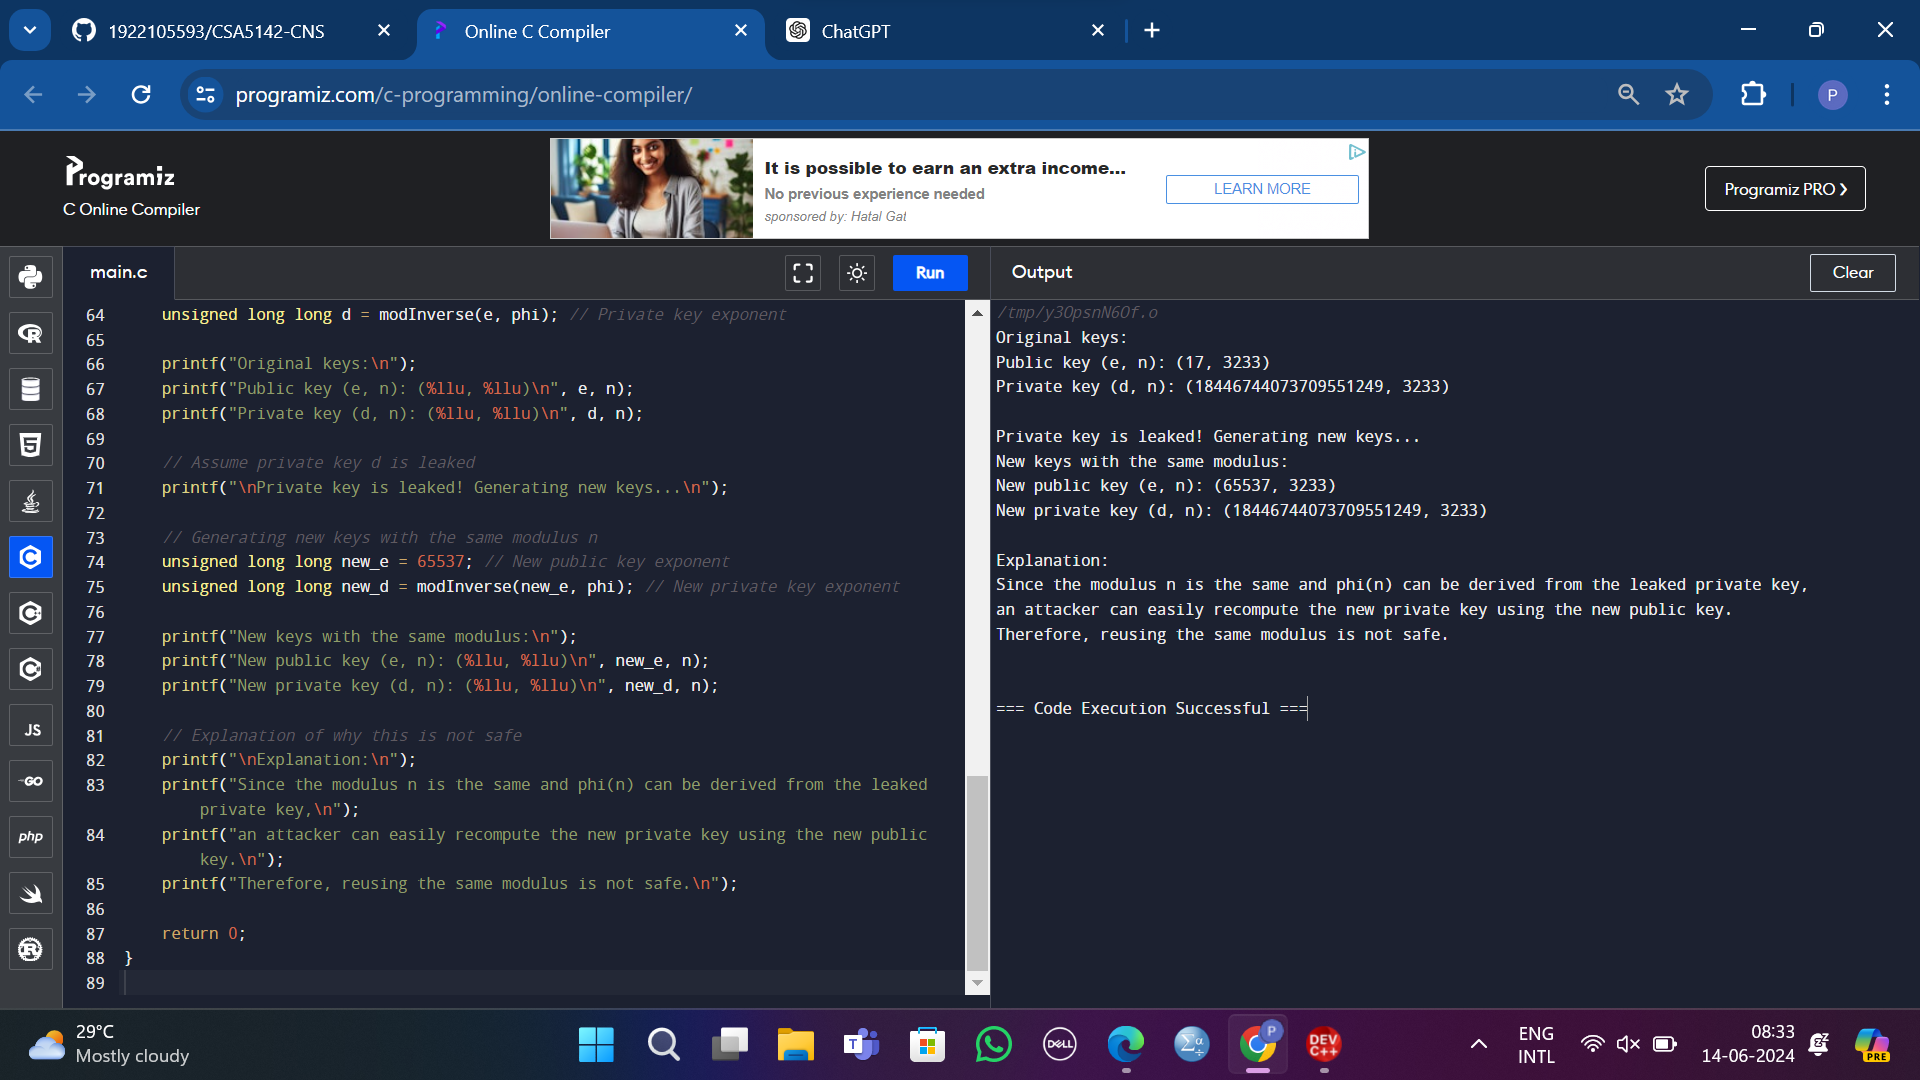 1922105593/CSA5142-CNS
Online C Compiler
ChatGPT
programiz.com/c-programming/online-compiler/
P
Programiz
C Online Compiler
It is possible to earn an extra income...
No previous experience needed
sponsored by: Hatal Gat
LEARN MORE
Programiz PRO
main.c
Run
Output
Clear
64 unsigned long long d = modInverse(e, phi); // Private key exponent
65
66 printf("Original keys:\n");
67 printf("Public key (e, n): (%llu, %llu)\n", e, n);
68 printf("Private key (d, n): (%llu, %llu)\n", d, n);
69
70 // Assume private key d is leaked
71 printf("\nPrivate key is leaked! Generating new keys...\n");
72
73 // Generating new keys with the same modulus n
74 unsigned long long new_e = 65537; // New public key exponent
75 unsigned long long new_d = modInverse(new_e, phi); // New private key exponent
76
77 printf("New keys with the same modulus:\n");
78 printf("New public key (e, n): (%llu, %llu)\n", new_e, n);
79 printf("New private key (d, n): (%llu, %llu)\n", new_d, n);
80
81 // Explanation of why this is not safe
82 printf("\nExplanation:\n");
83 printf("Since the modulus n is the same and phi(n) can be derived from the leaked
private key,\n");
84 printf("an attacker can easily recompute the new private key using the new public
key.\n");
85 printf("Therefore, reusing the same modulus is not safe.\n");
86
87 return 0;
88 }
89
/tmp/y3OpsnN6Of.o
Original keys:
Public key (e, n): (17, 3233)
Private key (d, n): (18446744073709551249, 3233)
Private key is leaked! Generating new keys...
New keys with the same modulus:
New public key (e, n): (65537, 3233)
New private key (d, n): (18446744073709551249, 3233)
Explanation:
Since the modulus n is the same and phi(n) can be derived from the leaked private key,
an attacker can easily recompute the new private key using the new public key.
Therefore, reusing the same modulus is not safe.
=== Code Execution Successful ===
JS
GO
php
29°C
Mostly cloudy
DELL
P
DEV
C++
ENG
INTL
08:33
14-06-2024
PRE